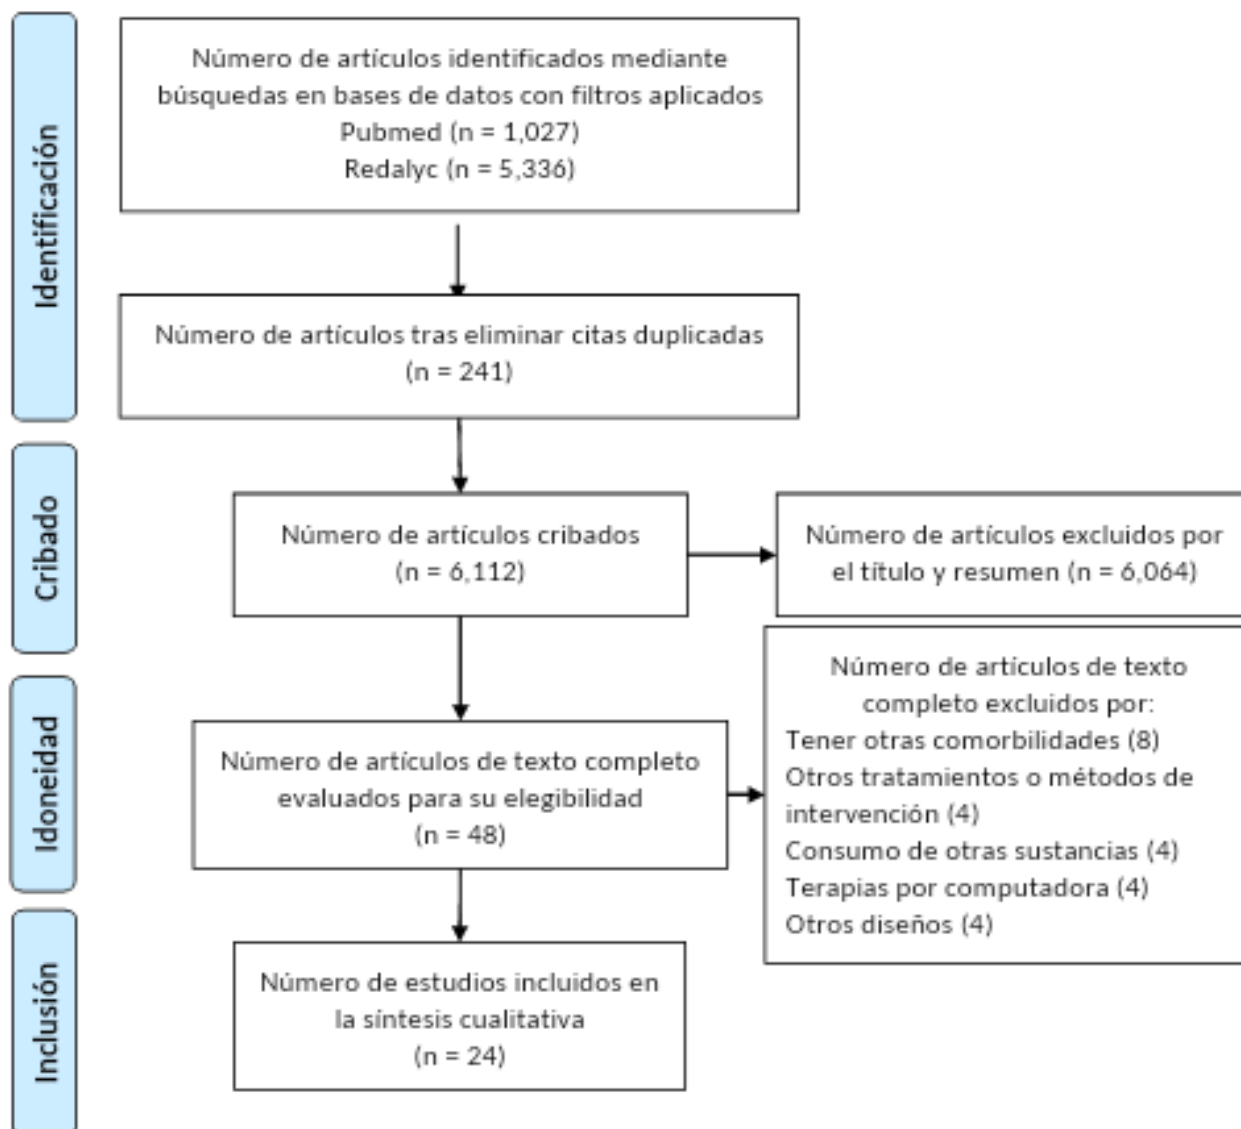 Identificación
Número de artículos identificados mediante
búsquedas en bases de datos con filtros aplicados
Pubmed (n = 1,027)
Redalyc (n = 5,336)
Número de artículos tras eliminar citas duplicadas
(n = 241)
Cribado
Número de artículos cribados
(n = 6,112)
Número de artículos excluidos por
el título y resumen (n = 6,064)
Idoneidad
Número de artículos de texto completo
evaluados para su elegibilidad
(n = 48)
Número de artículos de texto
completo excluidos por:
Tener otras comorbilidades (8)
Otros tratamientos o métodos de
intervención (4)
Consumo de otras sustancias (4)
Terapias por computadora (4)
Otros diseños (4)
Inclusión
Número de estudios incluidos en
la síntesis cualitativa
(n = 24)